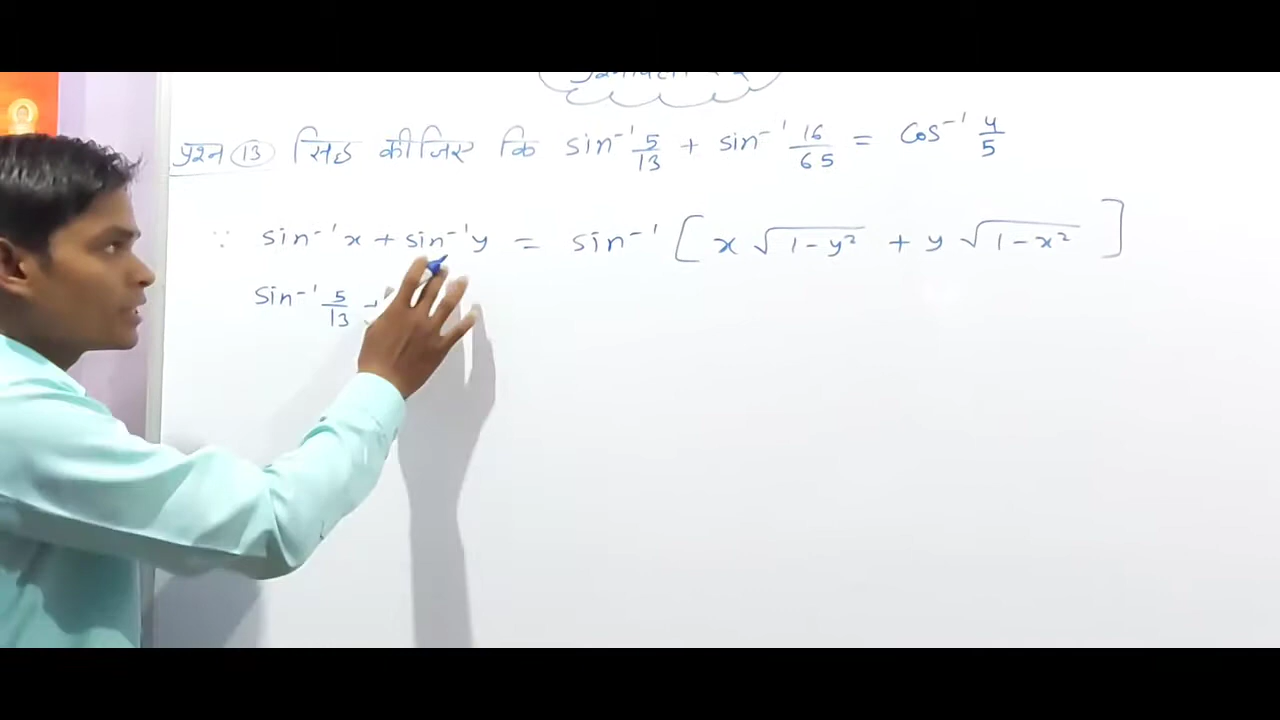 प्रश्न 13 सिद्ध कीजिए कि sin⁻¹ 5/13 + sin⁻¹ 16/65 = cos⁻¹ 4/5
∵ sin⁻¹x + sin⁻¹y = sin⁻¹ [ x √(1-y²) + y √(1-x²) ]
sin⁻¹ 5/13 +